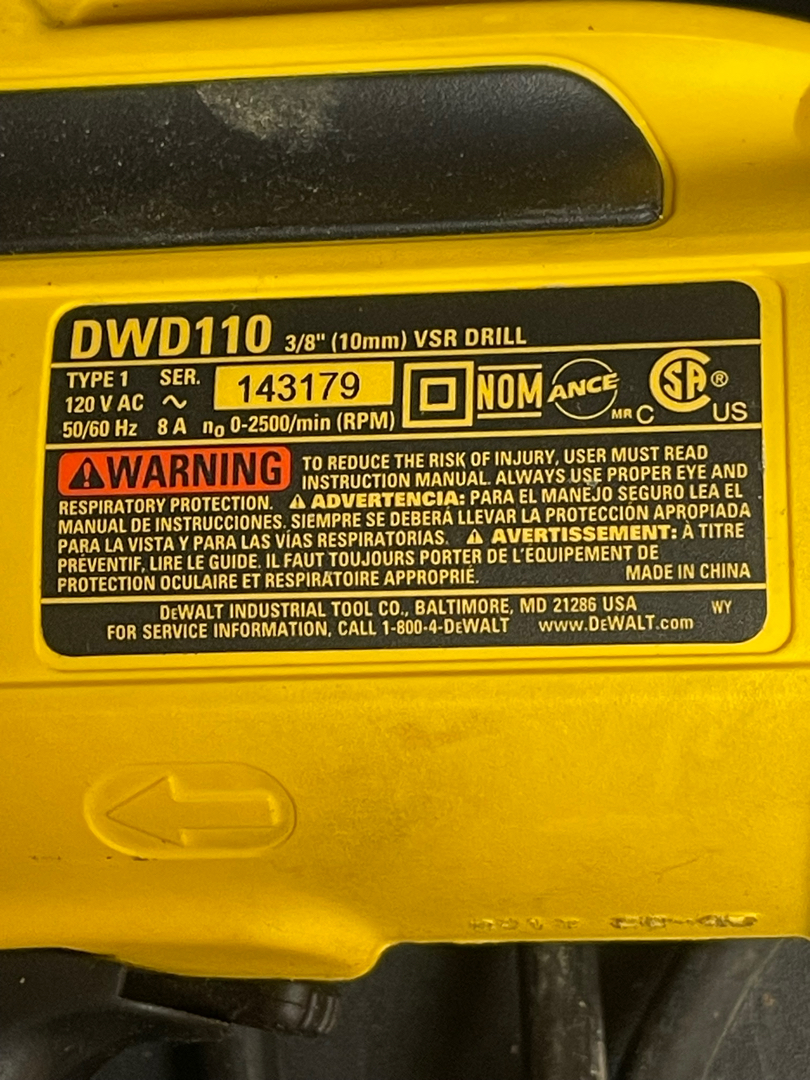 DWD110 3/8" (10mm) VSR DRILL
TYPE 1 SER. 143179
120 V AC ~
50/60 Hz 8 A n0 0-2500/min (RPM)
NOM ANCE MR C SA ® US
⚠WARNING TO REDUCE THE RISK OF INJURY, USER MUST READ
INSTRUCTION MANUAL. ALWAYS USE PROPER EYE AND
RESPIRATORY PROTECTION. ⚠ ADVERTENCIA: PARA EL MANEJO SEGURO LEA EL
MANUAL DE INSTRUCCIONES. SIEMPRE SE DEBERÁ LLEVAR LA PROTECCIÓN APROPIADA
PARA LA VISTA Y PARA LAS VÍAS RESPIRATORIAS. ⚠ AVERTISSEMENT: À TITRE
PRÉVENTIF, LIRE LE GUIDE. IL FAUT TOUJOURS PORTER DE L'ÉQUIPEMENT DE
PROTECTION OCULAIRE ET RESPIRATOIRE APPROPRIÉ. MADE IN CHINA
DEWALT INDUSTRIAL TOOL CO., BALTIMORE, MD 21286 USA WY
FOR SERVICE INFORMATION, CALL 1-800-4-DEWALT www.DEWALT.com